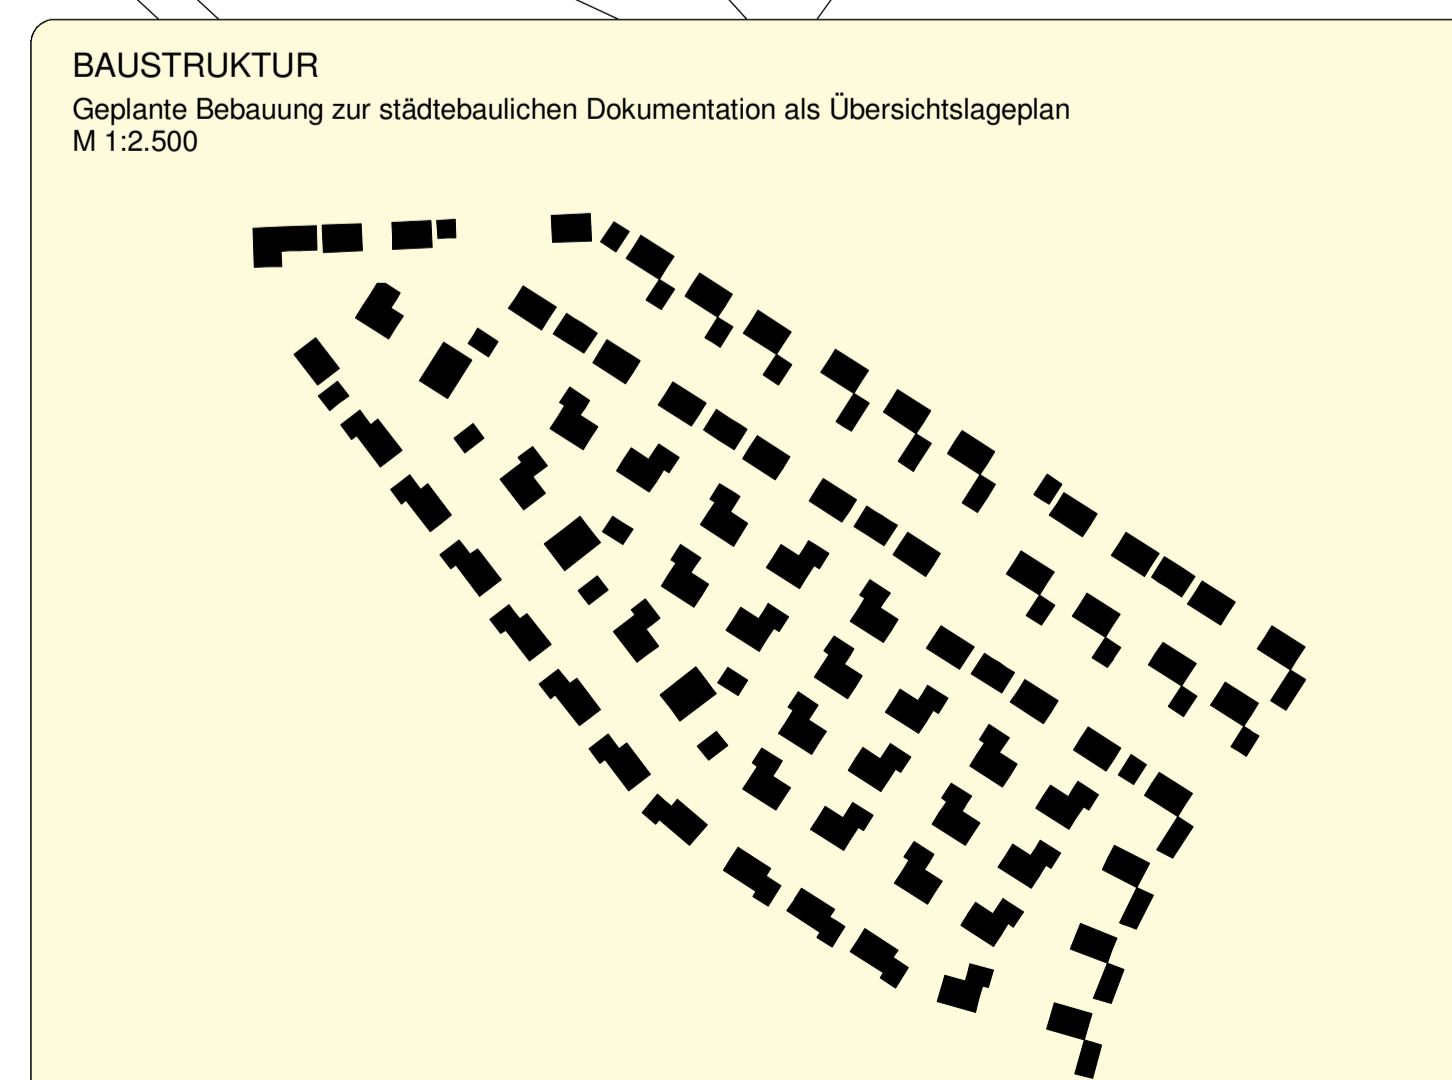 BAUSTRUKTUR
Geplante Bebauung zur städtebaulichen Dokumentation als Übersichtslageplan
M 1:2.500